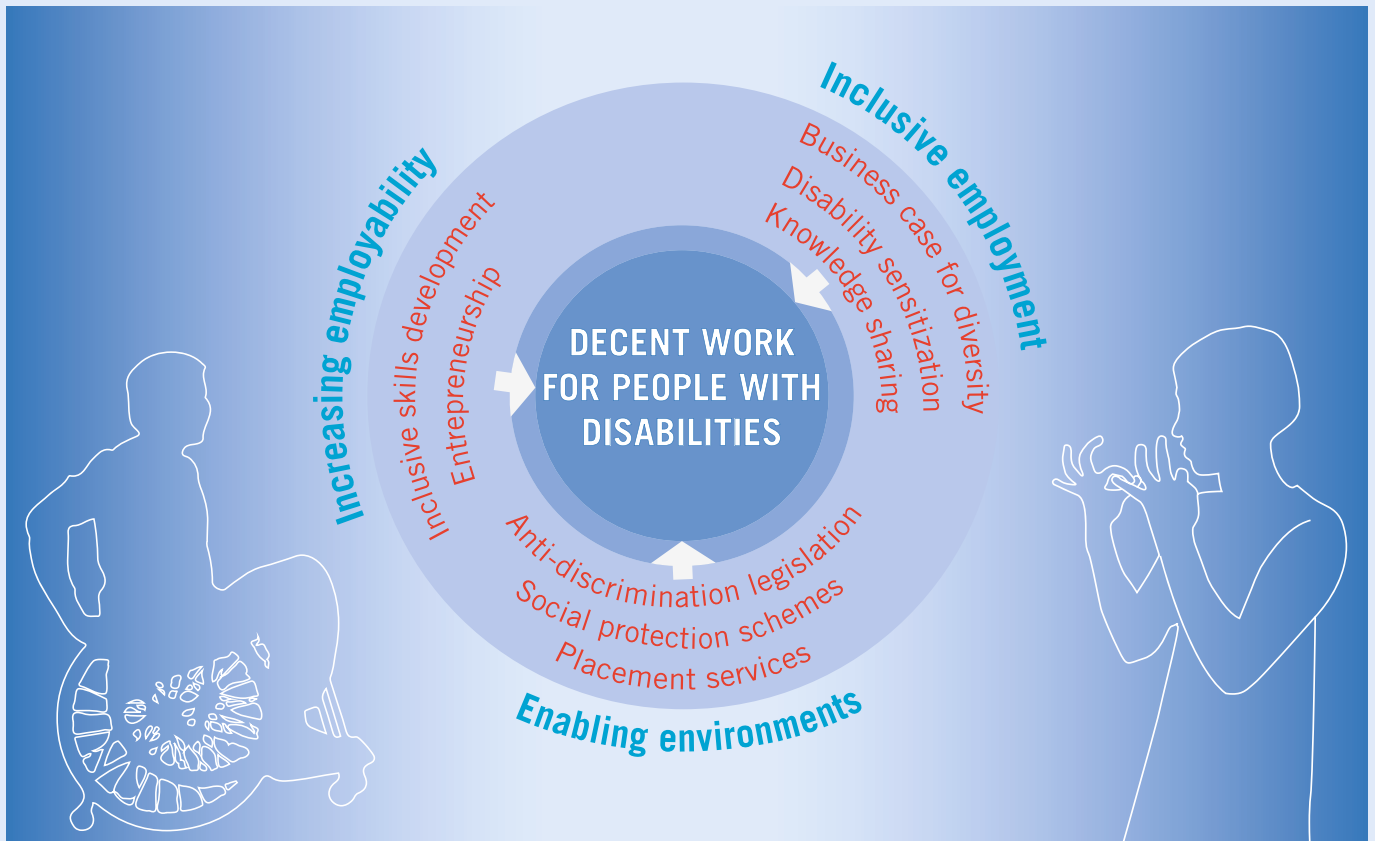 Increasing employability
Inclusive skills development
Entrepreneurship
Inclusive employment
Business case for diversity
Disability sensitization
Knowledge sharing
DECENT WORK
FOR PEOPLE WITH
DISABILITIES
Anti-discrimination legislation
Social protection schemes
Placement services
Enabling environments